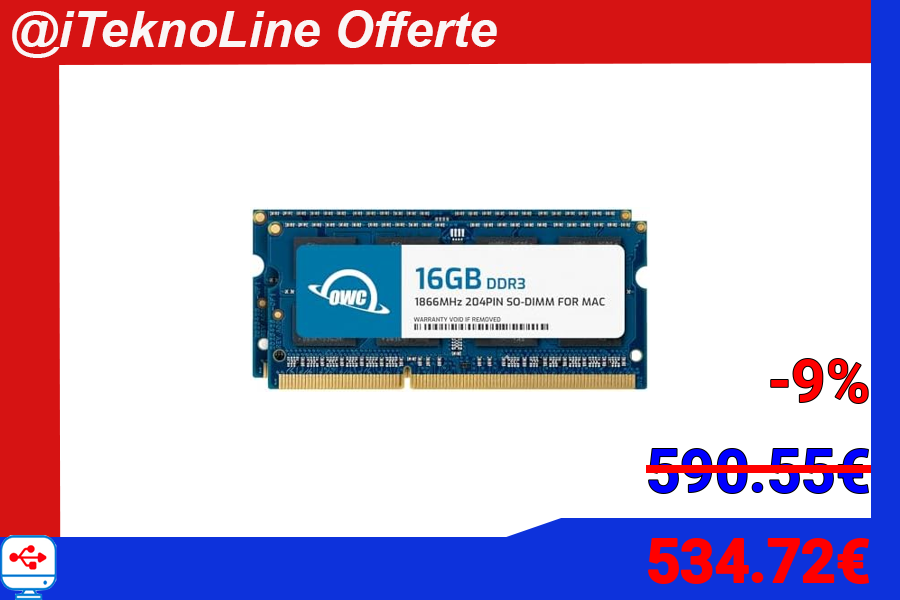 @iTeknoLine Offerte
OWC
16GB DDR3
1866MHz 204PIN SO-DIMM FOR MAC
WARRANTY VOID IF REMOVED
-9%
590.55€
534.72€